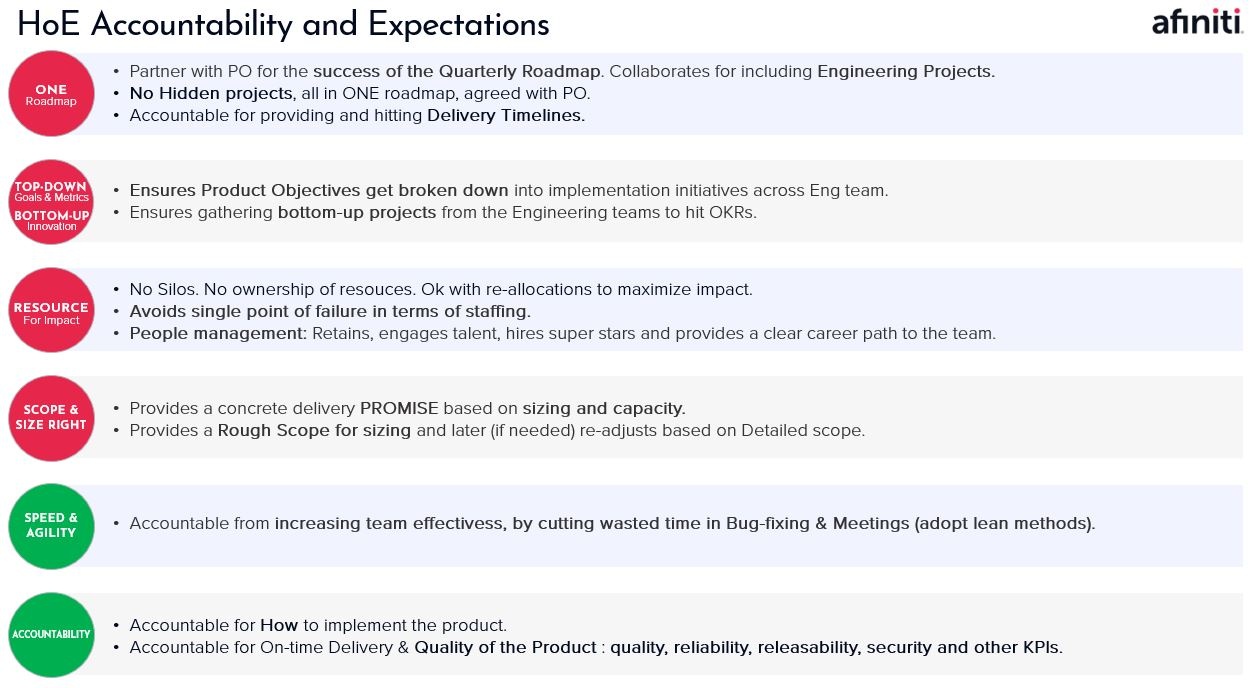 HoE Accountability and Expectations
afiniti
ONE
Roadmap
• Partner with PO for the success of the Quarterly Roadmap. Collaborates for including Engineering Projects.
• No Hidden projects, all in ONE roadmap, agreed with PO.
• Accountable for providing and hitting Delivery Timelines.
TOP-DOWN
Goals & Metrics
BOTTOM-UP
Innovation
• Ensures Product Objectives get broken down into implementation initiatives across Eng team.
• Ensures gathering bottom-up projects from the Engineering teams to hit OKRs.
RESOURCE
For Impact
• No Silos. No ownership of resouces. Ok with re-allocations to maximize impact.
• Avoids single point of failure in terms of staffing.
• People management: Retains, engages talent, hires super stars and provides a clear career path to the team.
SCOPE &
SIZE RIGHT
• Provides a concrete delivery PROMISE based on sizing and capacity.
• Provides a Rough Scope for sizing and later (if needed) re-adjusts based on Detailed scope.
SPEED &
AGILITY
• Accountable from increasing team effectivess, by cutting wasted time in Bug-fixing & Meetings (adopt lean methods).
ACCOUNTABILITY
• Accountable for How to implement the product.
• Accountable for On-time Delivery & Quality of the Product : quality, reliability, releasability, security and other KPIs.